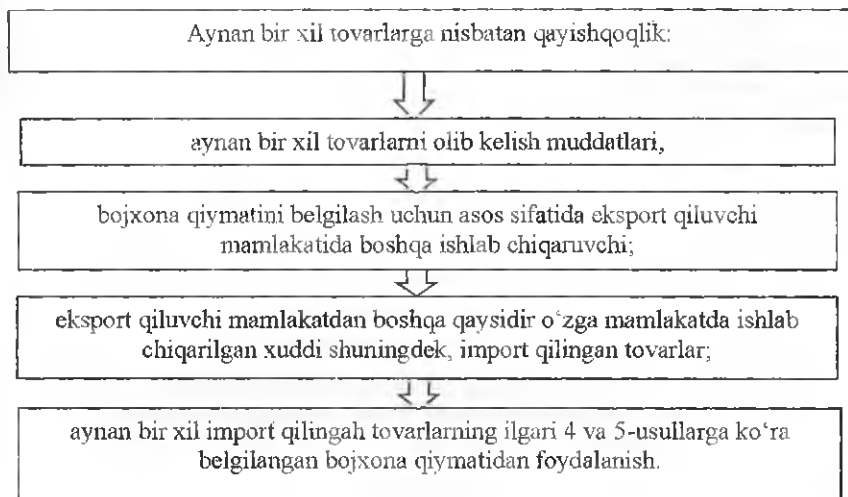 Aynan bir xil tovarlarga nisbatan qayishqoqlik:
aynan bir xil tovarlarni olib kelish muddatlari,
bojxona qiymatini belgilash uchun asos sifatida eksport qiluvchi
mamlakatida boshqa ishlab chiqaruvchi;
eksport qiluvchi mamlakatdan boshqa qaysidir o‘zga mamlakatda ishlab
chiqarilgan xuddi shuningdek, import qilingan tovarlar;
aynan bir xil import qilingah tovarlarning ilgari 4 va 5-usullarga ko‘ra
belgilangan bojxona qiymatidan foydalanish.